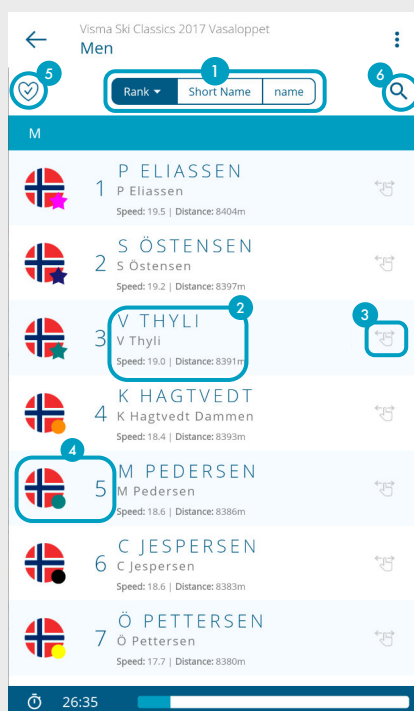 Visma Ski Classics 2017 Vasaloppet
Men
5
1
6
Rank Short Name name
M
1 P ELIASSEN
P Eliassen
Speed: 19.5 | Distance: 8404m
2 S ÖSTENSEN
S Östensen
Speed: 19.2 | Distance: 8397m
2
3
3 V THYLI
V Thyli
Speed: 19.0 | Distance: 8391m
4 K HAGTVEDT
K Hagtvedt Dammen
Speed: 18.4 | Distance: 8393m
4
5 M PEDERSEN
M Pedersen
Speed: 18.6 | Distance: 8386m
6 C JESPERSEN
C Jespersen
Speed: 18.6 | Distance: 8383m
7 Ö PETTERSEN
Ö Pettersen
Speed: 17.7 | Distance: 8380m
26:35